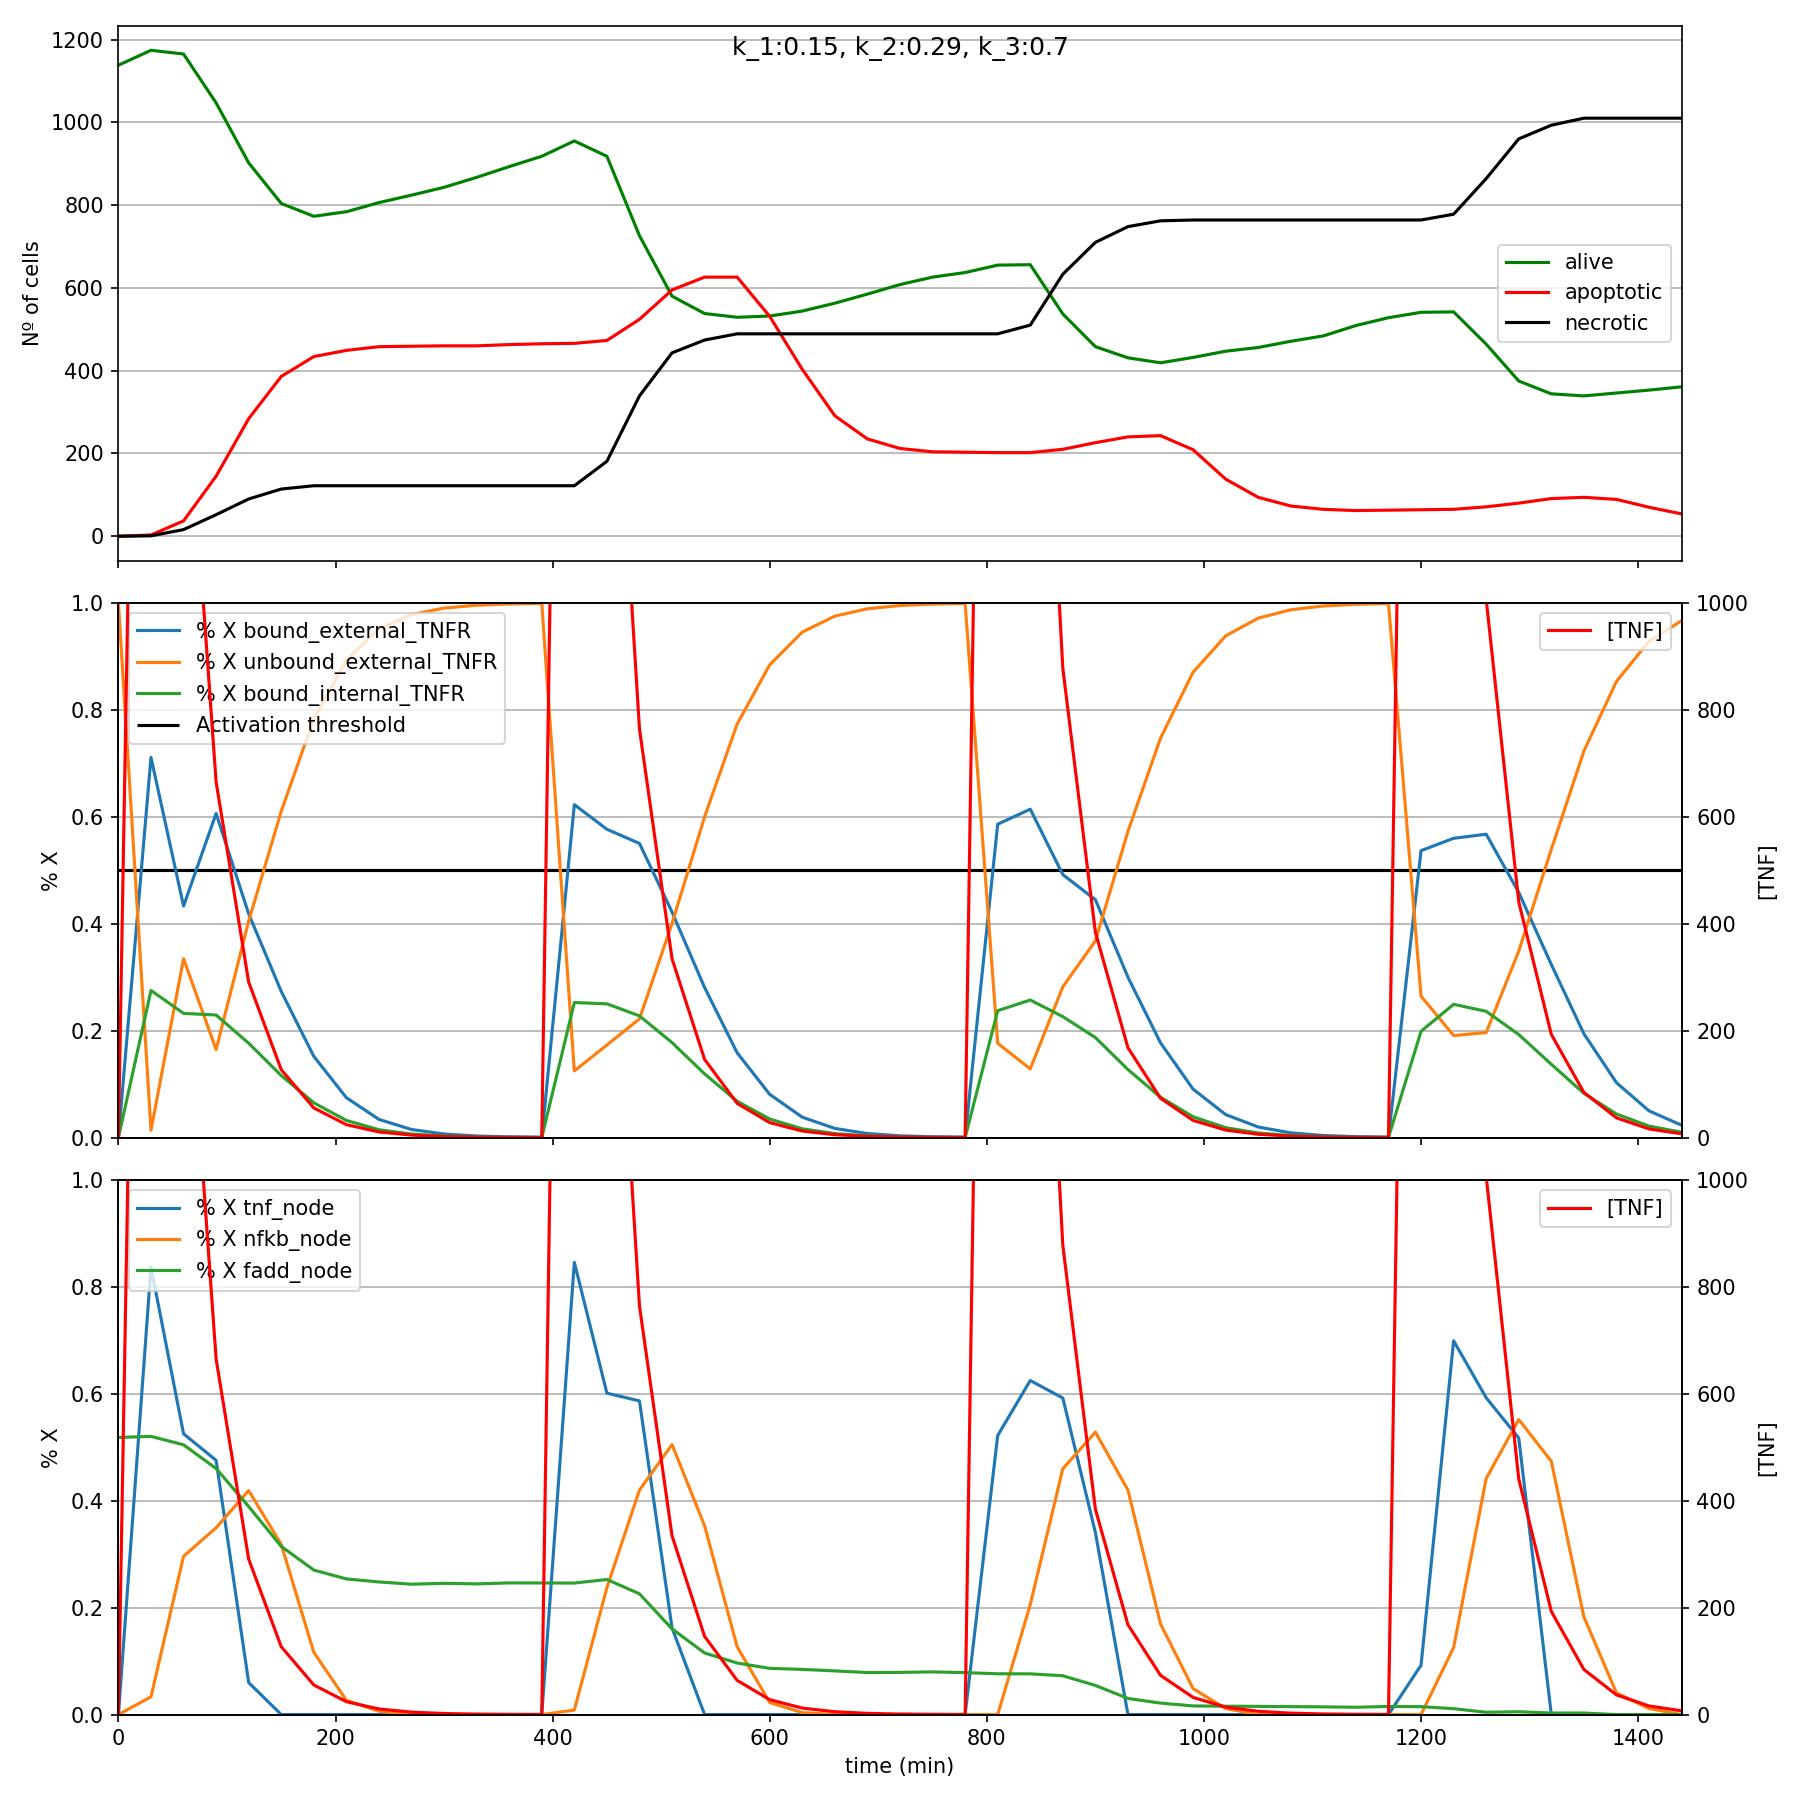 k_1:0.15, k_2:0.29, k_3:0.7
1200
1000
800
600
400
200
0
Nº of cells
alive
apoptotic
necrotic
1.0
0.8
0.6
0.4
0.2
0.0
% X
% X bound_external_TNFR
% X unbound_external_TNFR
% X bound_internal_TNFR
Activation threshold
[TNF]
1000
800
600
400
200
0
[TNF]
1.0
0.8
0.6
0.4
0.2
0.0
% X
% X tnf_node
% X nfkb_node
% X fadd_node
[TNF]
1000
800
600
400
200
0
[TNF]
0 200 400 600 800 1000 1200 1400
time (min)